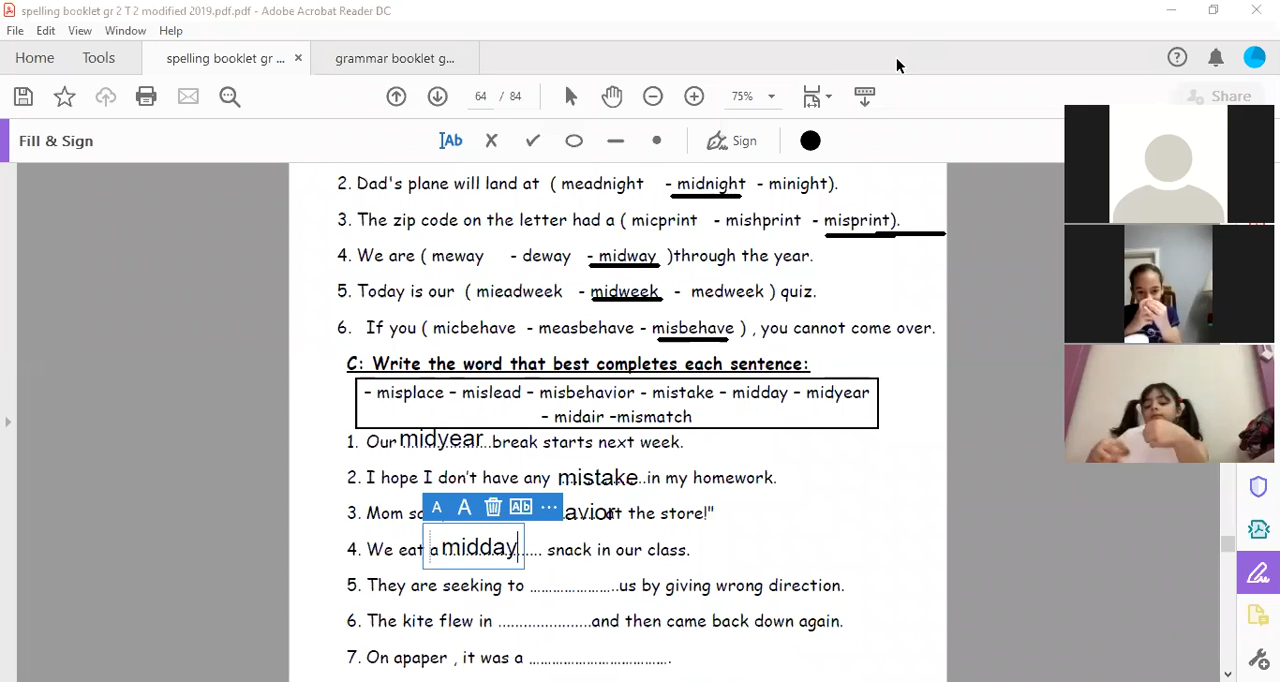 spelling booklet gr 2 T 2 modified 2019.pdf.pdf - Adobe Acrobat Reader DC
File Edit View Window Help
Home Tools spelling booklet gr ... × grammar booklet g...
64 / 84 75% Share
Fill & Sign Ab Sign
2. Dad's plane will land at ( meadnight - midnight - minight).
3. The zip code on the letter had a ( micprint - mishprint - misprint).
4. We are ( meway - deway - midway )through the year.
5. Today is our ( mieadweek - midweek - medweek ) quiz.
6. If you ( micbehave - measbehave - misbehave ) , you cannot come over.
C: Write the word that best completes each sentence:
- misplace - mislead - misbehavior - mistake - midday - midyear
- midair -mismatch
1. Our midyear...break starts next week.
2. I hope I don't have any mistake..in my homework.
A A Ab ...
3. Mom avior at the store!"
4. We eat a midday.... snack in our class.
5. They are seeking to ......................us by giving wrong direction.
6. The kite flew in ......................and then came back down again.
7. On apaper , it was a .................................